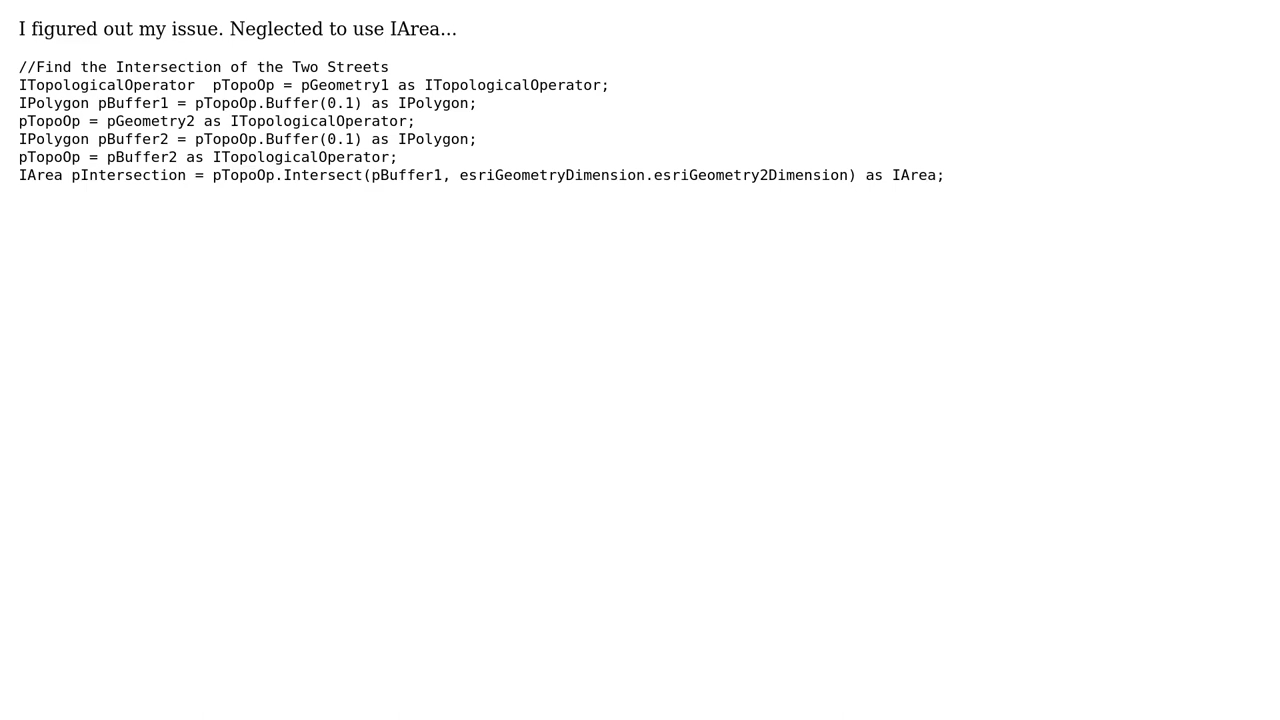 I figured out my issue. Neglected to use IArea...
//Find the Intersection of the Two Streets
ITopologicalOperator  pTopoOp = pGeometry1 as ITopologicalOperator;
IPolygon pBuffer1 = pTopoOp.Buffer(0.1) as IPolygon;
pTopoOp = pGeometry2 as ITopologicalOperator;
IPolygon pBuffer2 = pTopoOp.Buffer(0.1) as IPolygon;
pTopoOp = pBuffer2 as ITopologicalOperator;
IArea pIntersection = pTopoOp.Intersect(pBuffer1, esriGeometryDimension.esriGeometry2Dimension) as IArea;